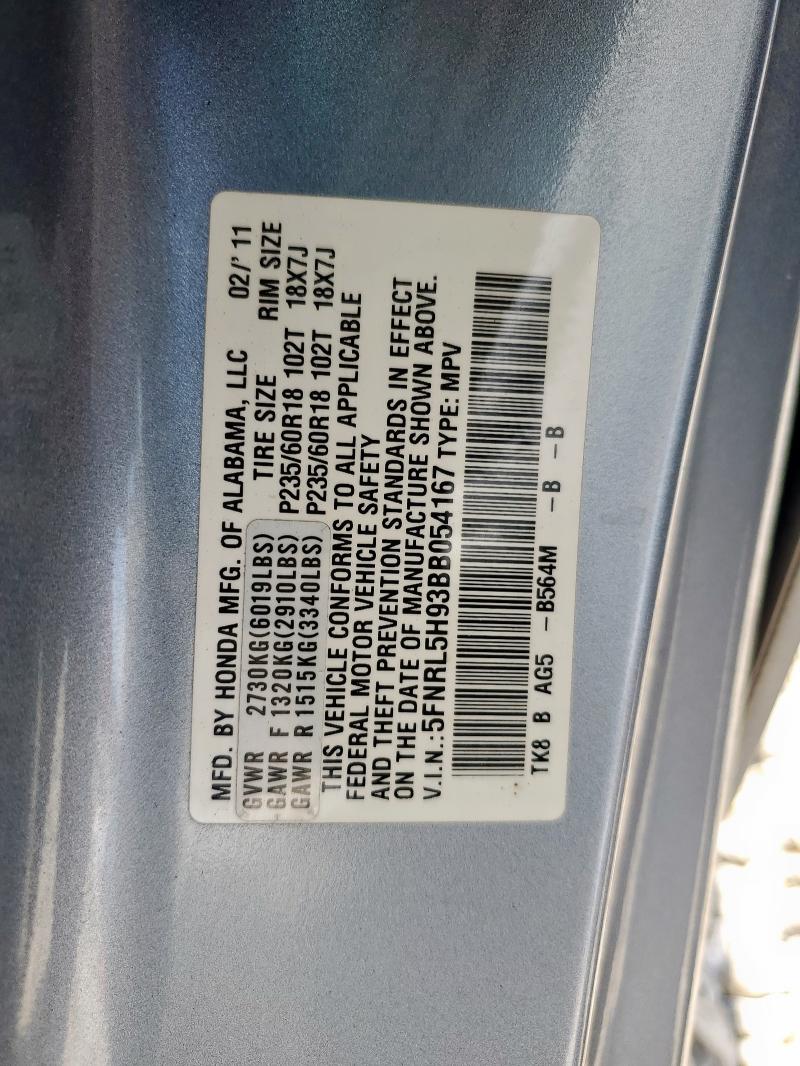 MFD. BY HONDA MFG. OF ALABAMA, LLC 02/'11
GVWR 2730KG(6019LBS) TIRE SIZE RIM SIZE
GAWR F 1320KG(2910LBS) P235/60R18 102T 18X7J
GAWR R 1515KG(3340LBS) P235/60R18 102T 18X7J
THIS VEHICLE CONFORMS TO ALL APPLICABLE
FEDERAL MOTOR VEHICLE SAFETY
AND THEFT PREVENTION STANDARDS IN EFFECT
ON THE DATE OF MANUFACTURE SHOWN ABOVE.
V.I.N.:5FNRL5H93BB054167 TYPE: MPV
TK8 B AG5 -B564M -B -B